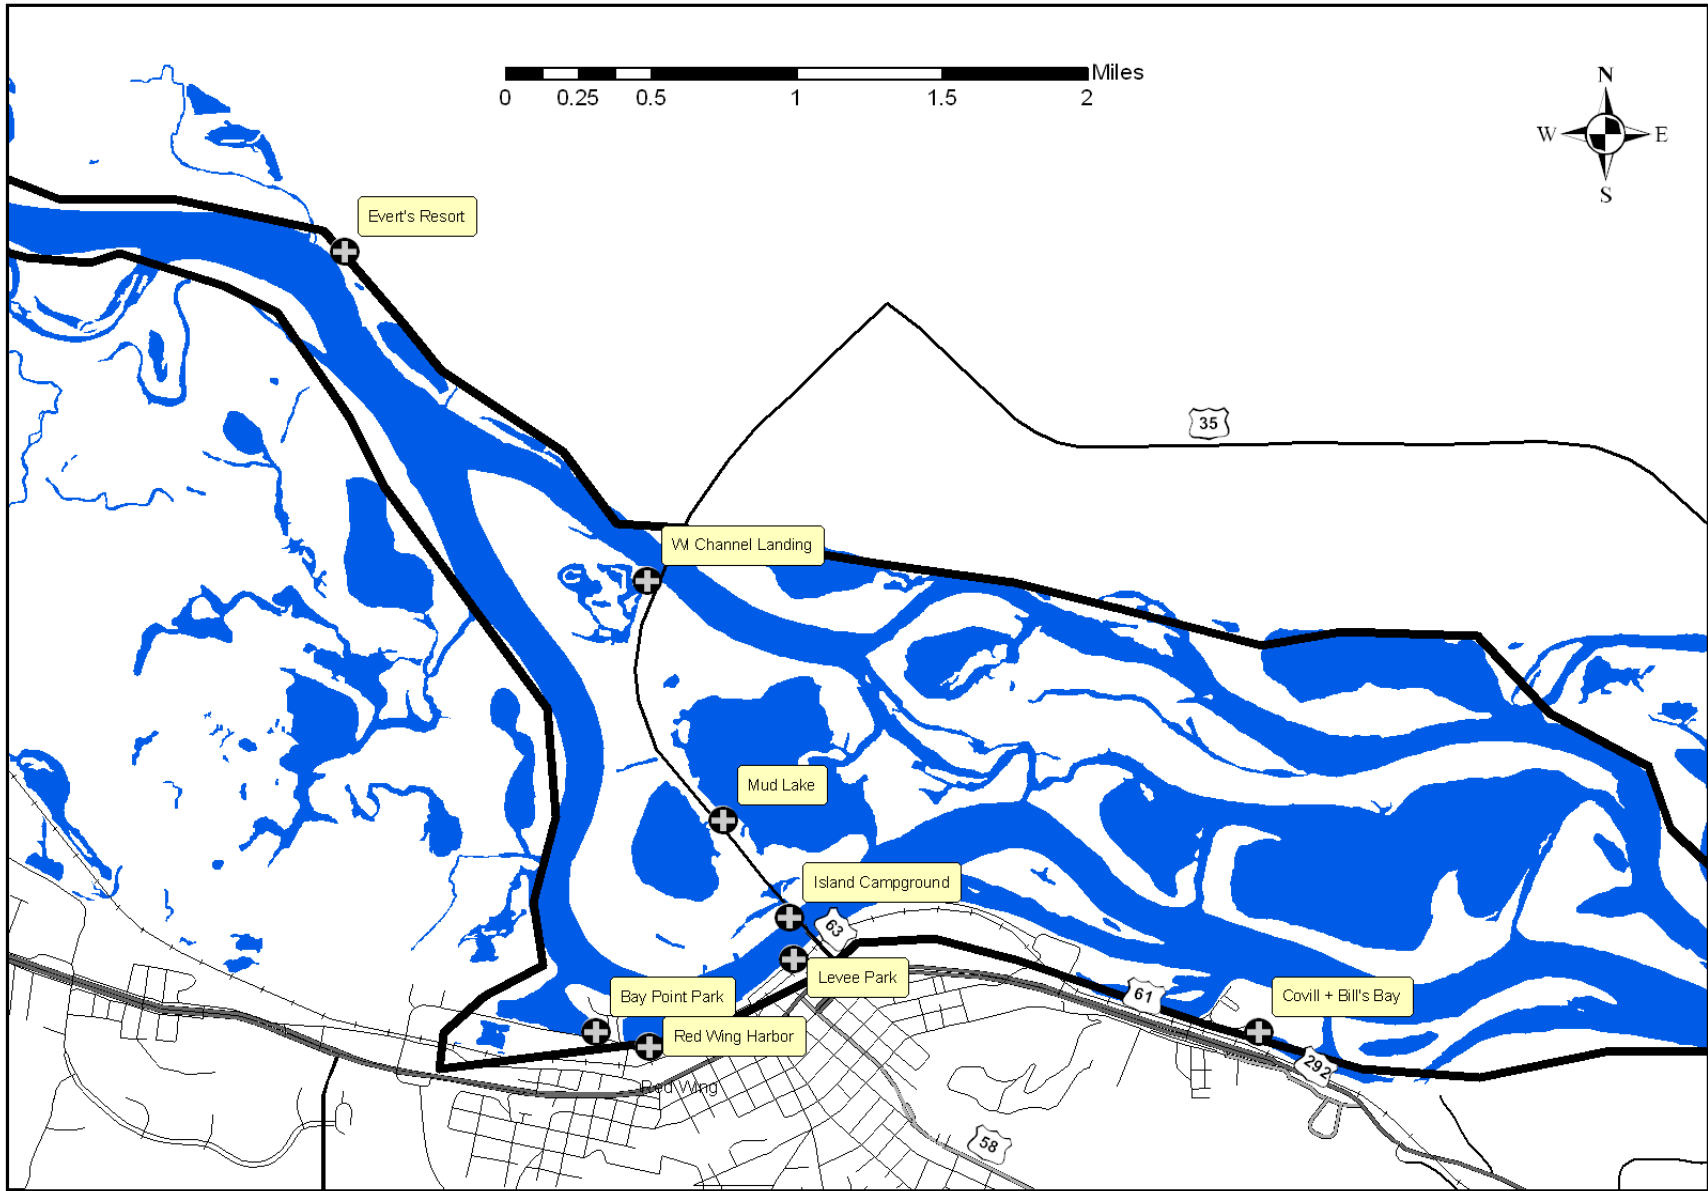 Miles
0 0.25 0.5 1 1.5 2
N
W E
S
Evert's Resort
35
WI Channel Landing
Mud Lake
Island Campground
63
Levee Park
Bay Point Park
61
Covill + Bill's Bay
Red Wing Harbor
292
Red Wing
58